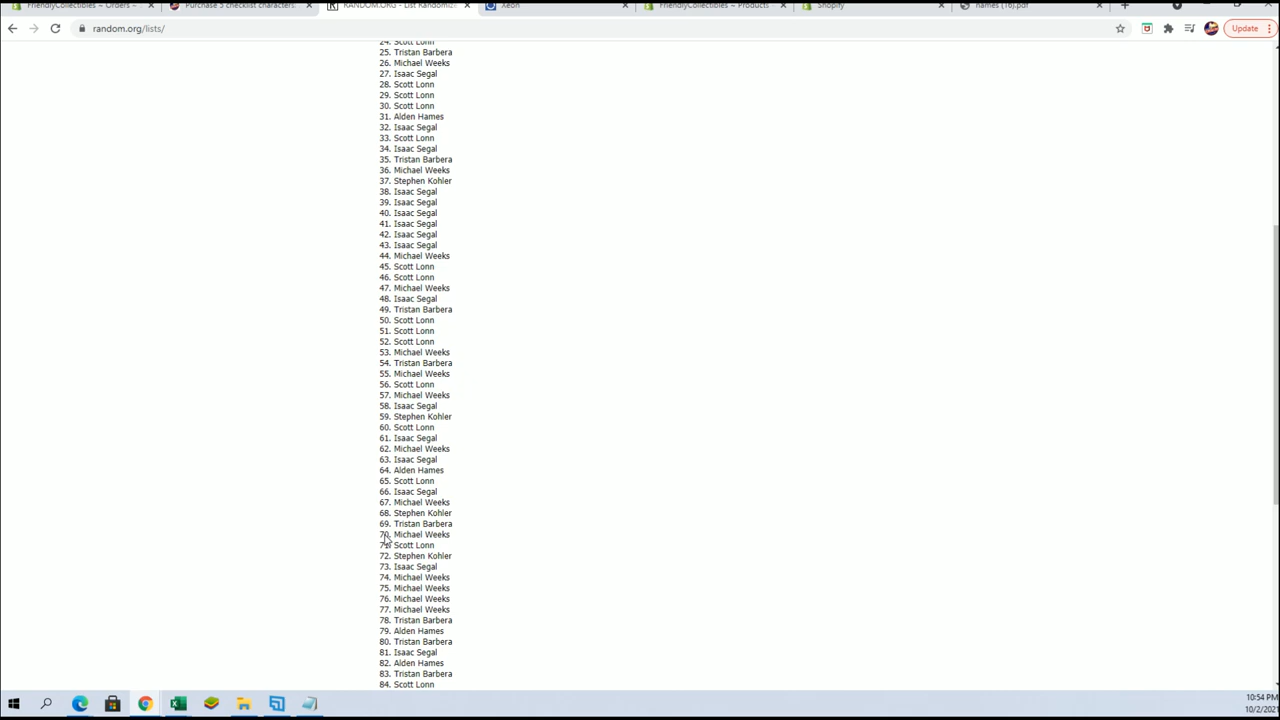 FriendlyCollectibles ~ Orders ~
Purchase 5 checklist characters
RANDOM.ORG - List Randomize
Xeon
FriendlyCollectibles ~ Products
Shopify
names (16).pdf
random.org/lists/
Update
24. Scott Lonn
25. Tristan Barbera
26. Michael Weeks
27. Isaac Segal
28. Scott Lonn
29. Scott Lonn
30. Scott Lonn
31. Alden Hames
32. Isaac Segal
33. Scott Lonn
34. Isaac Segal
35. Tristan Barbera
36. Michael Weeks
37. Stephen Kohler
38. Isaac Segal
39. Isaac Segal
40. Isaac Segal
41. Isaac Segal
42. Isaac Segal
43. Isaac Segal
44. Michael Weeks
45. Scott Lonn
46. Scott Lonn
47. Michael Weeks
48. Isaac Segal
49. Tristan Barbera
50. Scott Lonn
51. Scott Lonn
52. Scott Lonn
53. Michael Weeks
54. Tristan Barbera
55. Michael Weeks
56. Scott Lonn
57. Michael Weeks
58. Isaac Segal
59. Stephen Kohler
60. Scott Lonn
61. Isaac Segal
62. Michael Weeks
63. Isaac Segal
64. Alden Hames
65. Scott Lonn
66. Isaac Segal
67. Michael Weeks
68. Stephen Kohler
69. Tristan Barbera
70. Michael Weeks
71. Scott Lonn
72. Stephen Kohler
73. Isaac Segal
74. Michael Weeks
75. Michael Weeks
76. Michael Weeks
77. Michael Weeks
78. Tristan Barbera
79. Alden Hames
80. Tristan Barbera
81. Isaac Segal
82. Alden Hames
83. Tristan Barbera
84. Scott Lonn
10:54 PM
10/2/2021